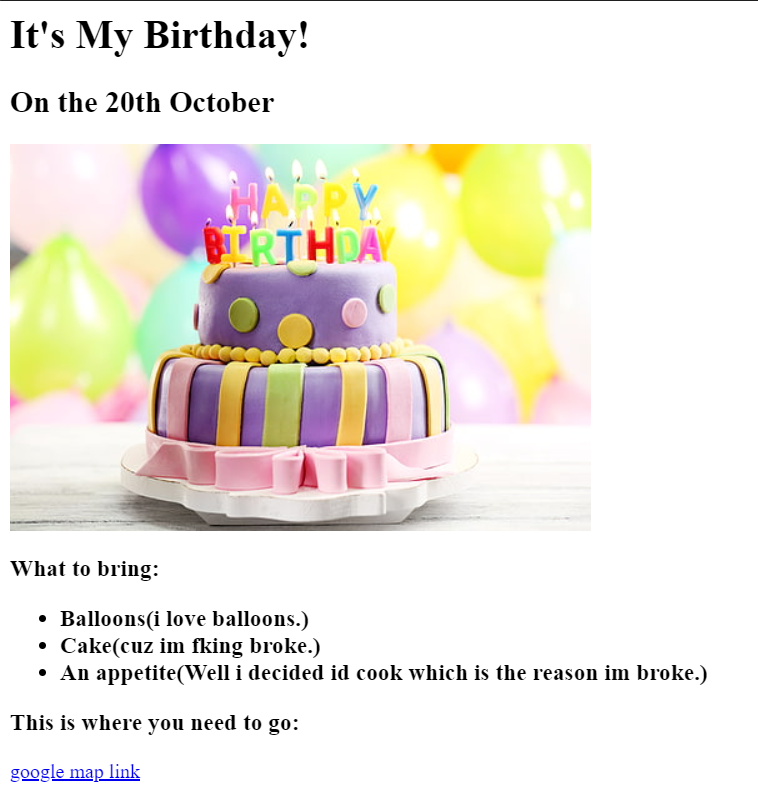 It's My Birthday!
On the 20th October
HAPPY
BIRTHDAY
What to bring:
Balloons(i love balloons.)
Cake(cuz im fking broke.)
An appetite(Well i decided id cook which is the reason im broke.)
This is where you need to go:
google map link